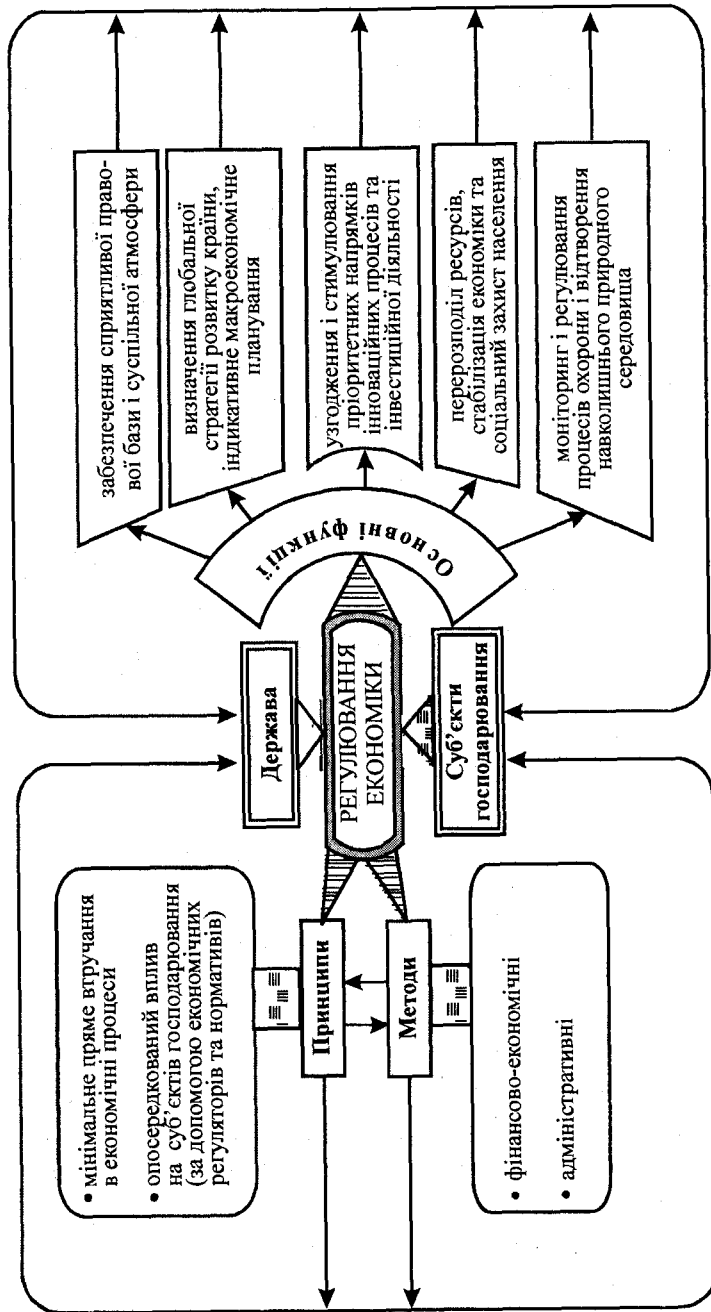 • мінімальне пряме втручання
в економічні процеси
• опосередкований вплив
на суб’єктів господарювання
(за допомогою економічних
регуляторів та нормативів)
Принципи
Методи
• фінансово-економічні
• адміністративні
Держава
РЕГУЛЮВАННЯ
ЕКОНОМІКИ
Суб’єкти
господарювання
Основні функції
забезпечення сприятливої право-
вої бази і суспільної атмосфери
визначення глобальної
стратегії розвитку країни,
індикативне макроекономічне
планування
узгодження і стимулювання
пріоритетних напрямків
інноваційних процесів та
інвестиційної діяльності
перерозподіл ресурсів,
стабілізація економіки та
соціальний захист населення
моніторинг і регулювання
процесів охорони і відтворення
навколишнього природного
середовища